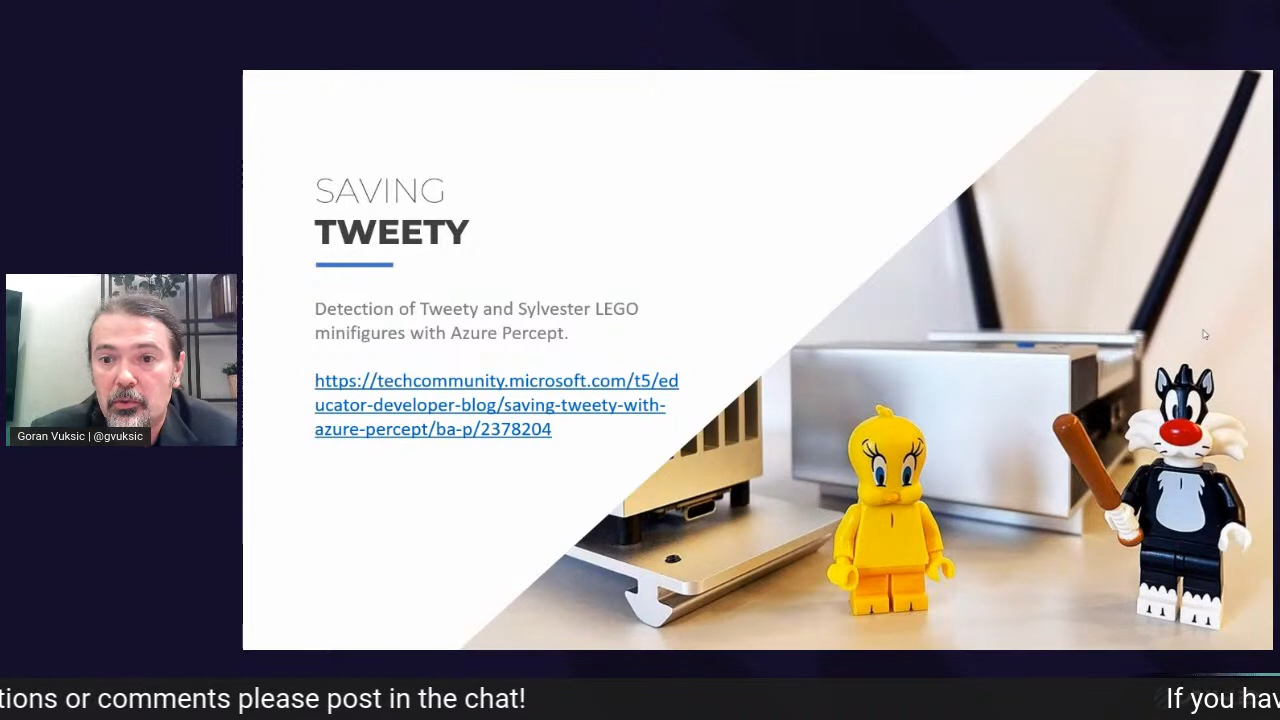 SAVING
TWEETY
Detection of Tweety and Sylvester LEGO
minifigures with Azure Percept.
https://techcommunity.microsoft.com/t5/ed
ucator-developer-blog/saving-tweety-with-
azure-percept/ba-p/2378204
Goran Vuksic | @gvuksic
tions or comments please post in the chat!
If you hav